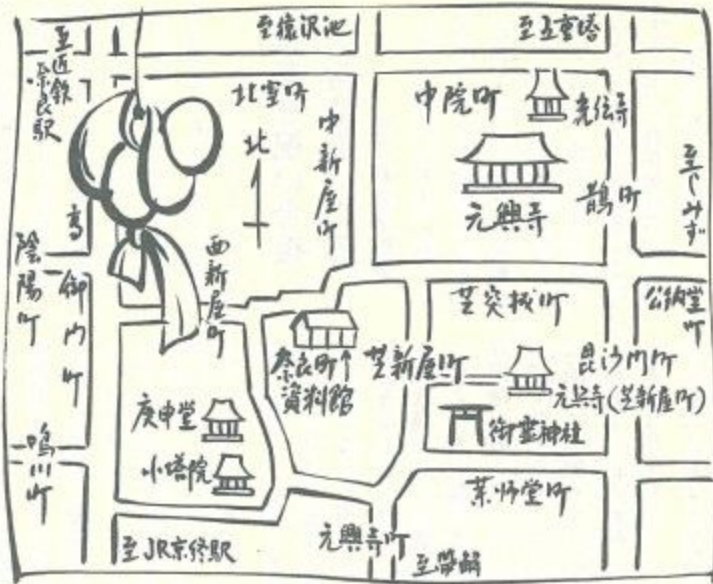 至近鉄
奈良駅
至猿沢池
至五重塔
北室町
北
中新屋町
中院町
元興寺
鵲町
至しみず
陰陽町
高御門町
西新屋町
奈良町
資料館
芝新屋町
芝突抜町
公納堂町
毘沙門町
元興寺(芝新屋町)
御霊神社
庚申堂
小塔院
鳴川町
薬師堂町
至JR京終駅
元興寺町
至帯解